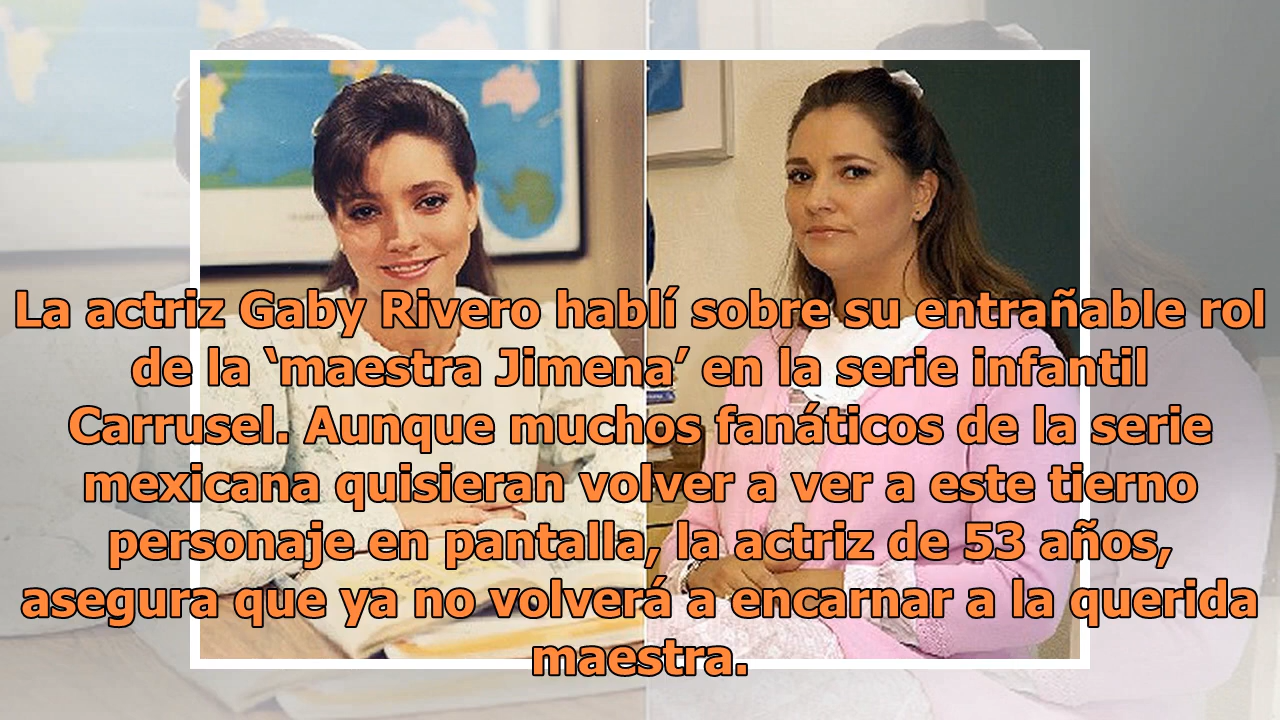 La actriz Gaby Rivero hablí sobre su entrañable rol
de la ‘maestra Jimena’ en la serie infantil
Carrusel. Aunque muchos fanáticos de la serie
mexicana quisieran volver a ver a este tierno
personaje en pantalla, la actriz de 53 años,
asegura que ya no volverá a encarnar a la querida
maestra.